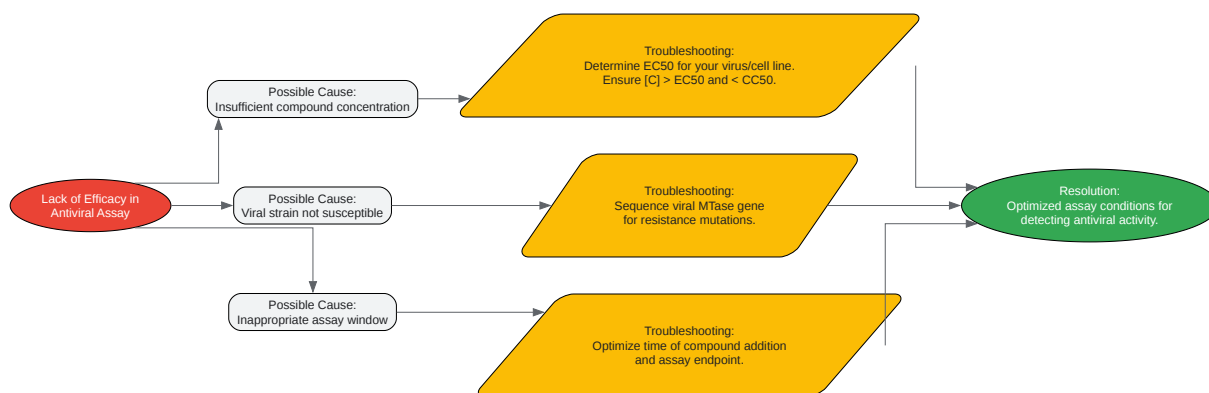 Lack of Efficacy in
Antiviral Assay
Possible Cause:
Insufficient compound concentration
Troubleshooting:
Determine EC50 for your virus/cell line.
Ensure [C] > EC50 and < CC50.
Possible Cause:
Viral strain not susceptible
Troubleshooting:
Sequence viral MTase gene
for resistance mutations.
Possible Cause:
Inappropriate assay window
Troubleshooting:
Optimize time of compound addition
and assay endpoint.
Resolution:
Optimized assay conditions for
detecting antiviral activity.